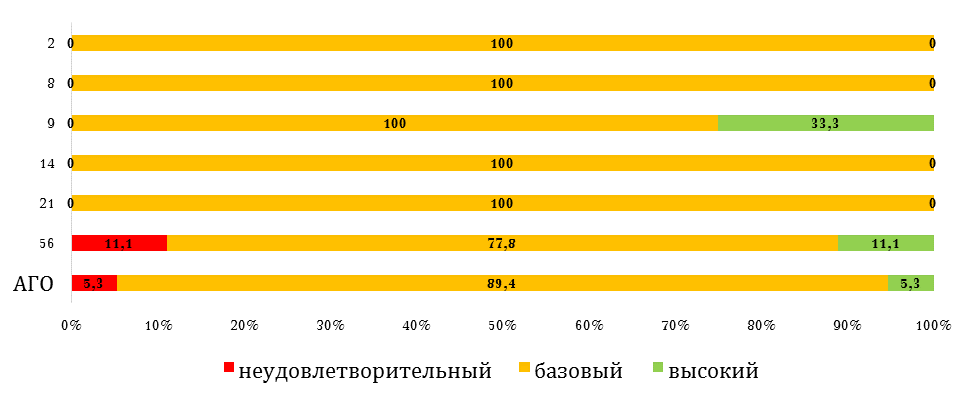 2 0 100 0
8 0 100 0
9 0 100 33,3
14 0 100 0
21 0 100 0
56 11,1 77,8 11,1
АГО 5,3 89,4 5,3
0% 10% 20% 30% 40% 50% 60% 70% 80% 90% 100%
неудовлетворительный базовый высокий